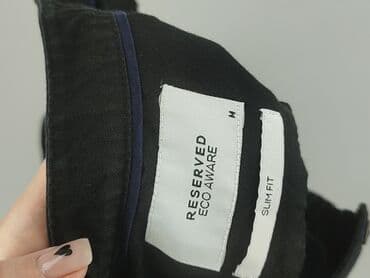 RESERVED
ECO AWARE
M
SLIM FIT